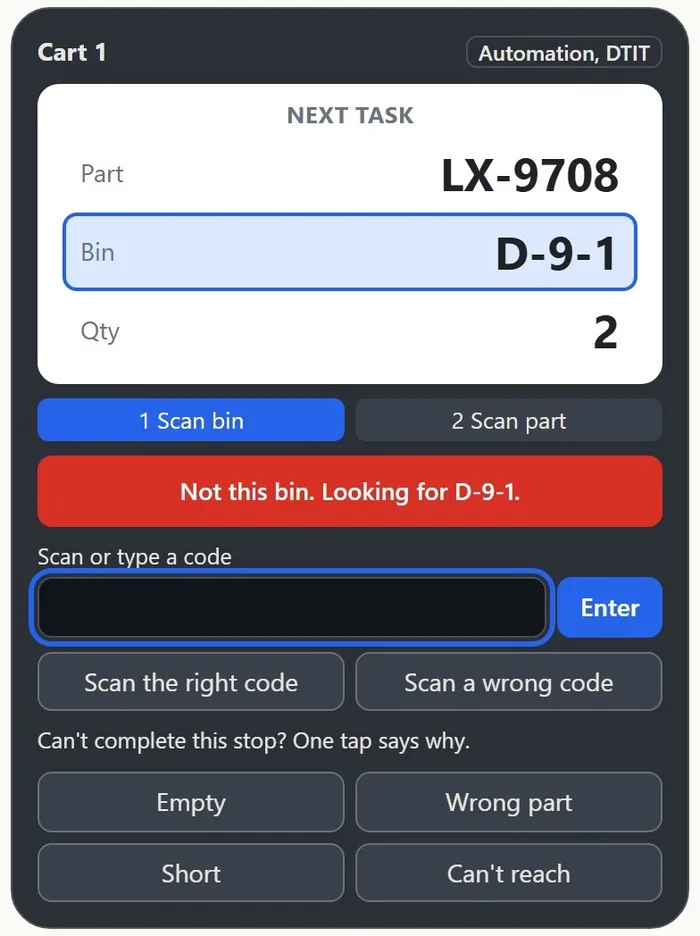 Cart 1
Automation, DTIT
NEXT TASK
Part
LX-9708
Bin
D-9-1
Qty
2
1 Scan bin
2 Scan part
Not this bin. Looking for D-9-1.
Scan or type a code
Enter
Scan the right code
Scan a wrong code
Can't complete this stop? One tap says why.
Empty
Wrong part
Short
Can't reach